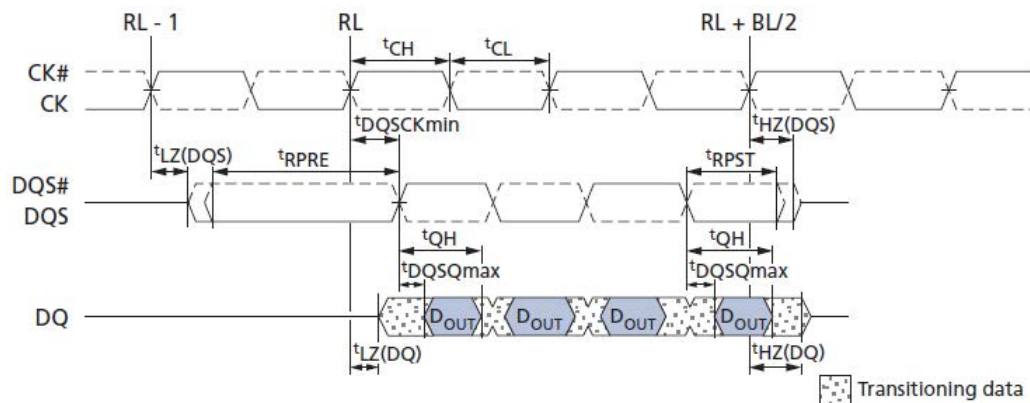 RL - 1 RL RL + BL/2
tCH tCL
CK#
CK
tDQSCKmin tHZ(DQS)
tLZ(DQS) tRPRE tRPST
DQS#
DQS
tQH tQH
tDQSQmax tDQSQmax
DQ DOUT DOUT DOUT DOUT
tLZ(DQ) tHZ(DQ)
Transitioning data